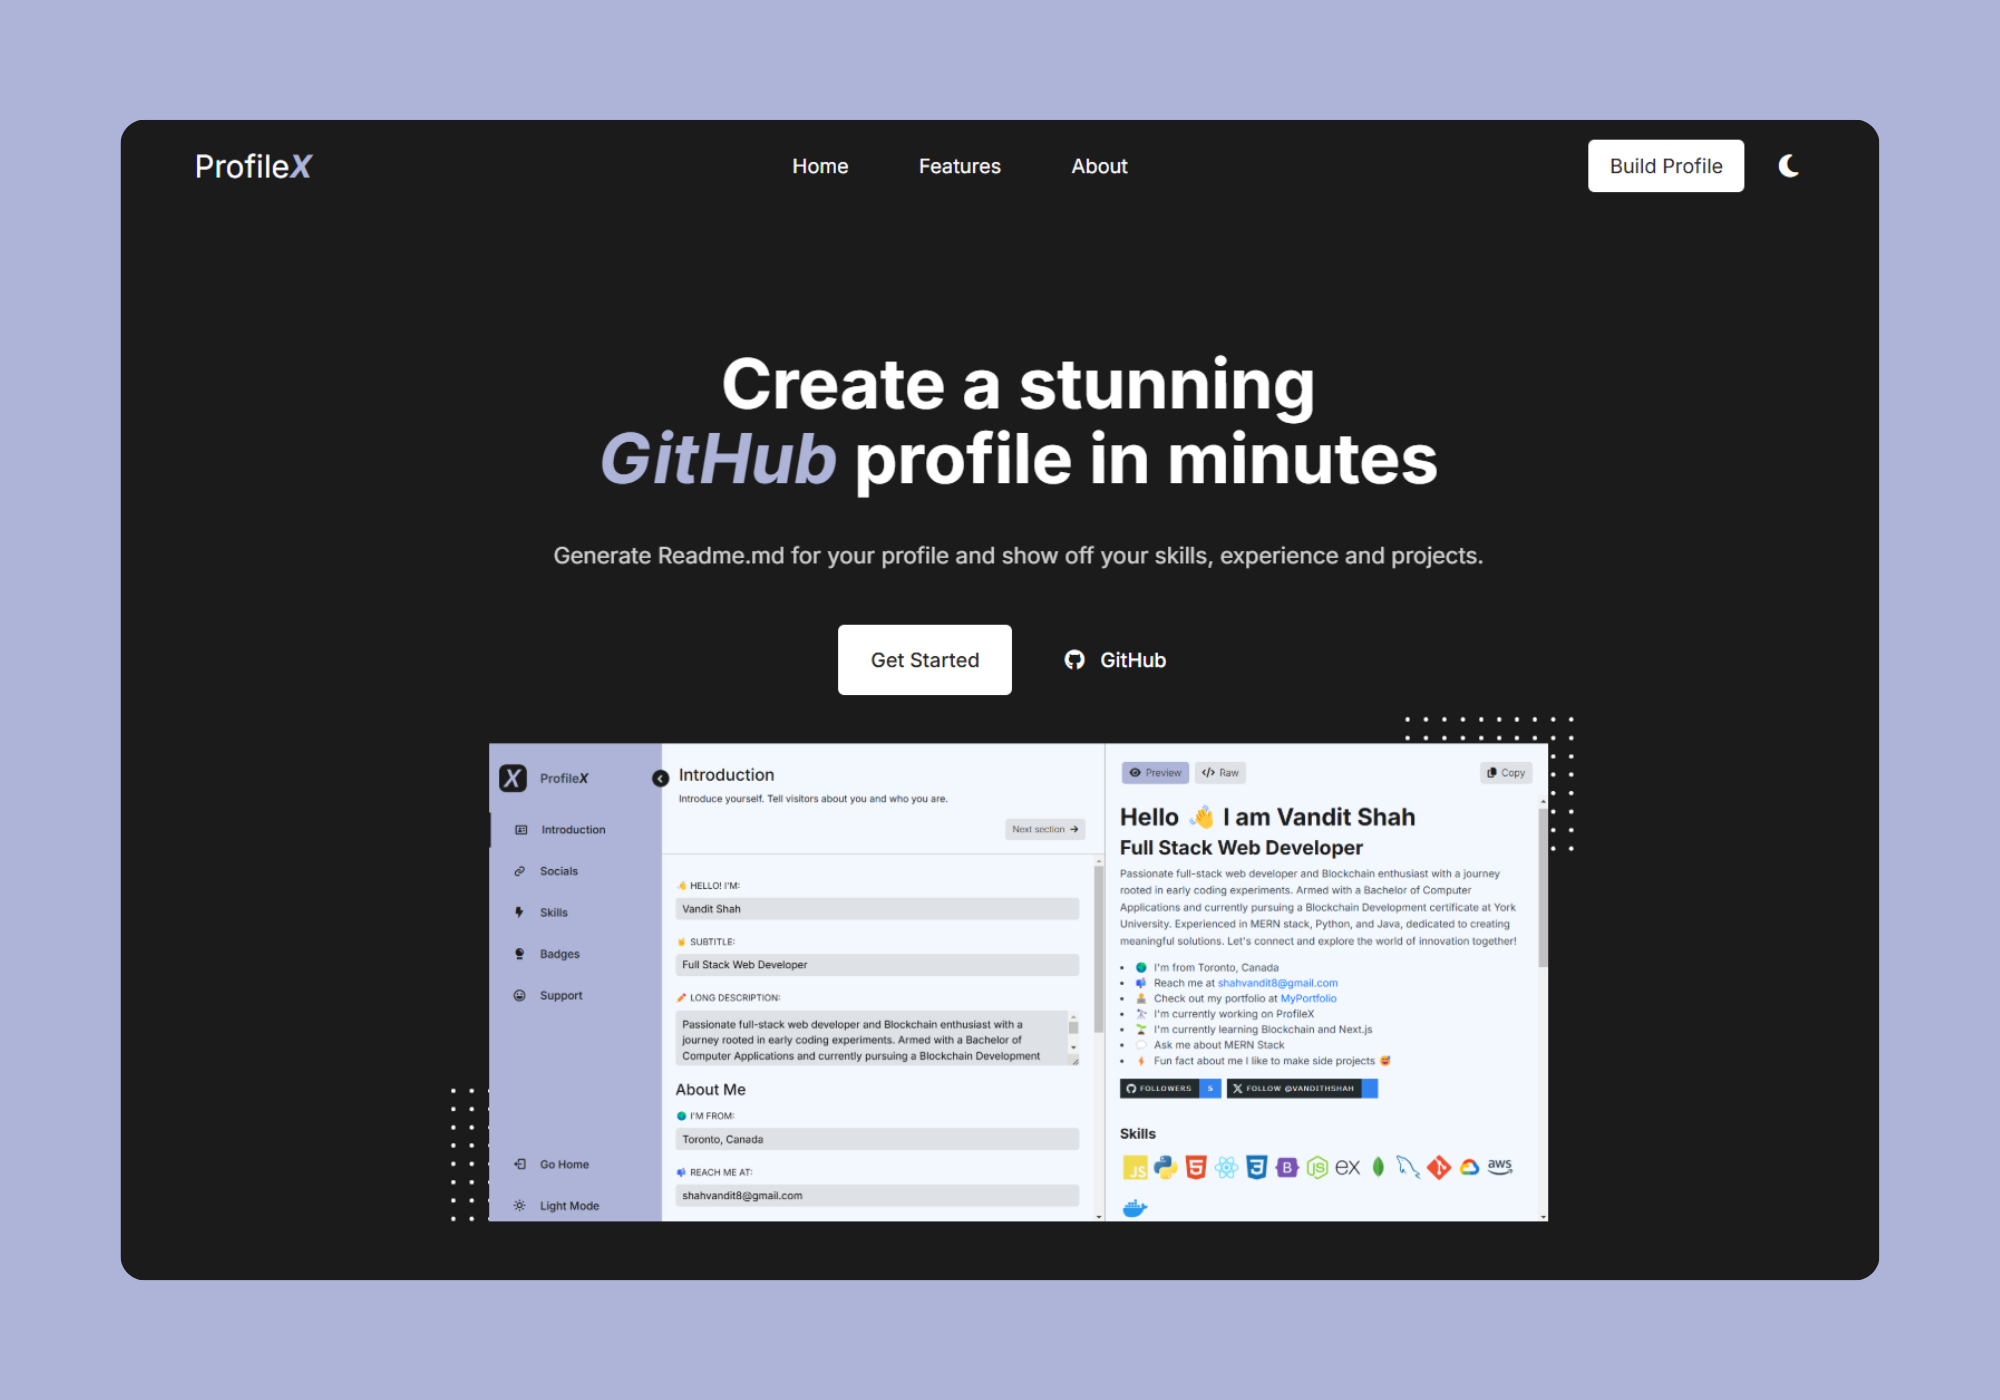 ProfileX
Home
Features
About
Build Profile
Create a stunning
GitHub profile in minutes
Generate Readme.md for your profile and show off your skills, experience and projects.
Get Started
GitHub
X
ProfileX
Introduction
Socials
Skills
Badges
Support
Go Home
Light Mode
Introduction
Introduce yourself. Tell visitors about you and who you are.
Next section
HELLO! I'M:
Vandit Shah
SUBTITLE:
Full Stack Web Developer
LONG DESCRIPTION:
Passionate full-stack web developer and Blockchain enthusiast with a
journey rooted in early coding experiments. Armed with a Bachelor of
Computer Applications and currently pursuing a Blockchain Development
About Me
I'M FROM:
Toronto, Canada
REACH ME AT:
shahvandit8@gmail.com
Preview
Raw
Copy
Hello 👋 I am Vandit Shah
Full Stack Web Developer
Passionate full-stack web developer and Blockchain enthusiast with a journey
rooted in early coding experiments. Armed with a Bachelor of Computer
Applications and currently pursuing a Blockchain Development certificate at York
University. Experienced in MERN stack, Python, and Java, dedicated to creating
meaningful solutions. Let's connect and explore the world of innovation together!
I'm from Toronto, Canada
Reach me at shahvandit8@gmail.com
Check out my portfolio at MyPortfolio
I'm currently working on ProfileX
I'm currently learning Blockchain and Next.js
Ask me about MERN Stack
Fun fact about me I like to make side projects 😅
FOLLOWERS 5
FOLLOW @VANDITHSHAH
Skills
JS
5
3
B
JS
ex
aws